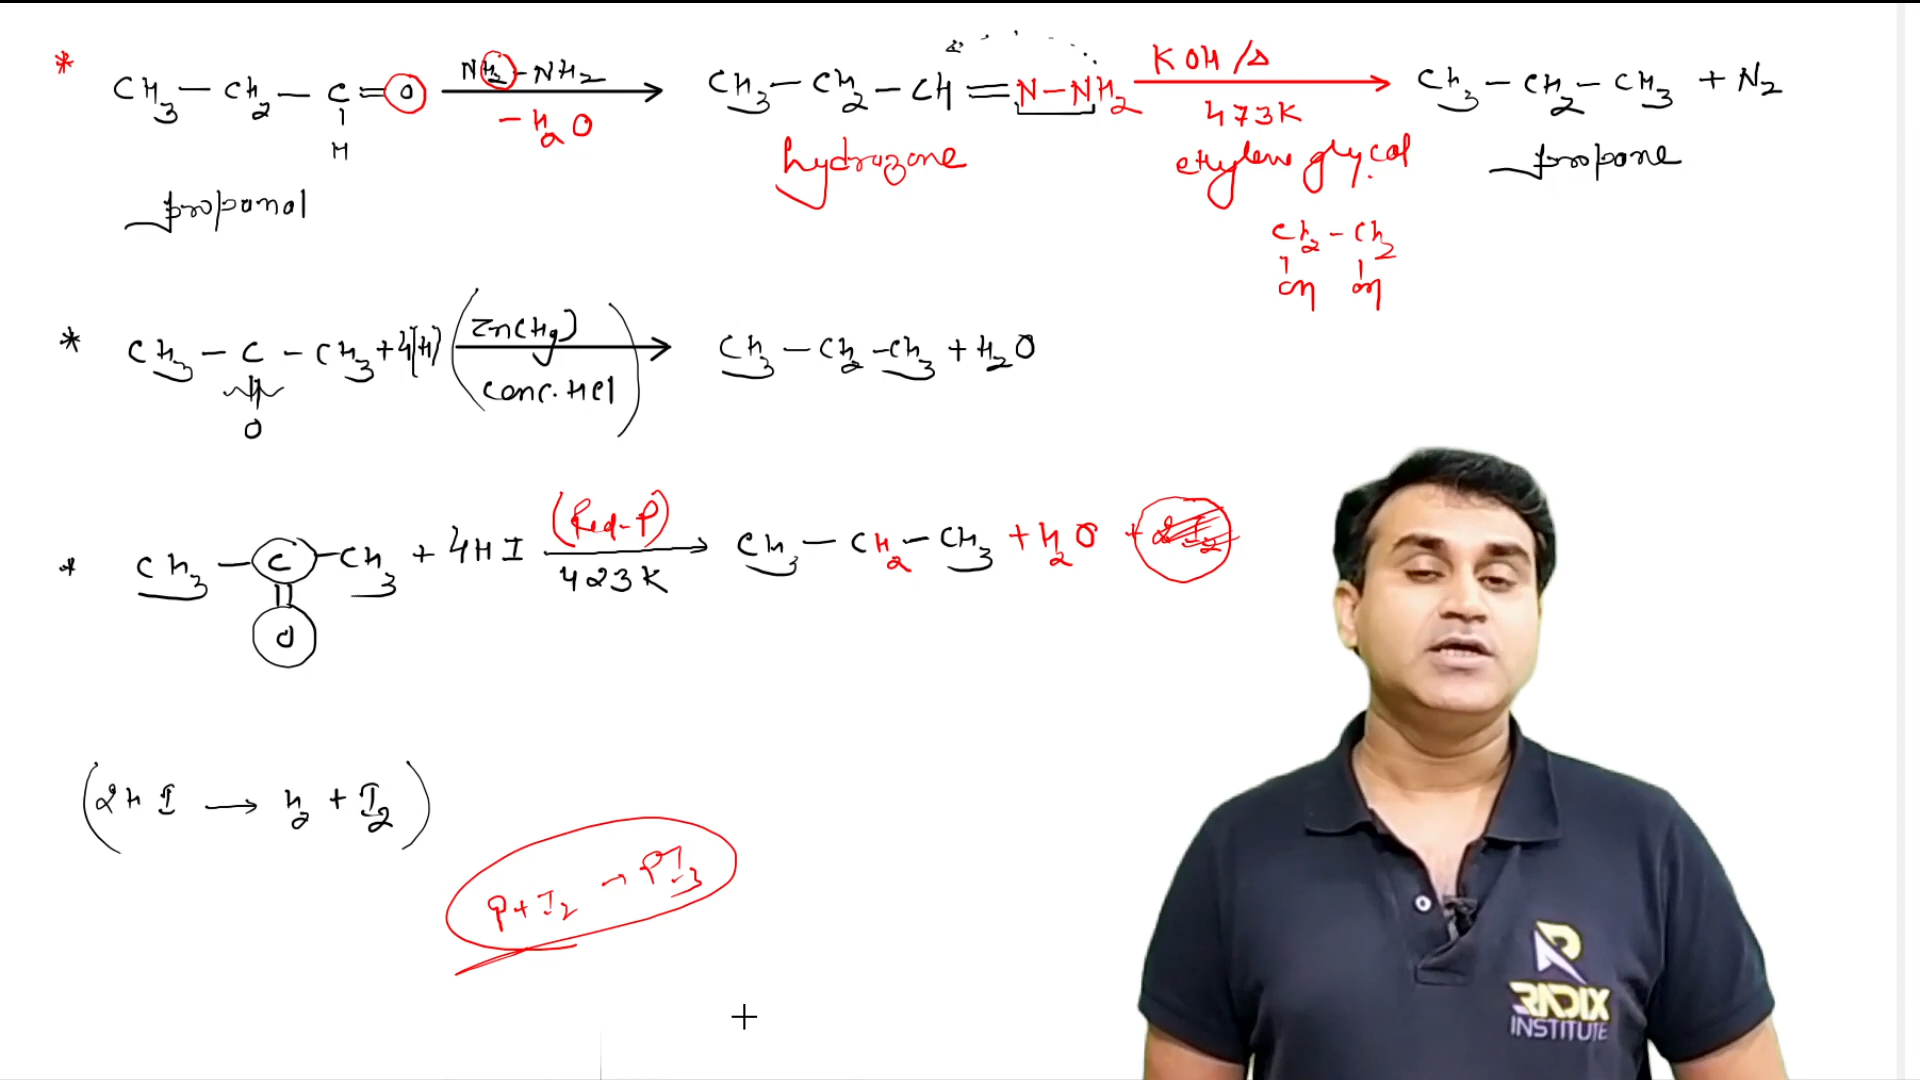 * CH3 – CH2 – C = O NH2 – NH2 CH3 – CH2 – CH = N – NH2 KOH/Δ CH3 – CH2 – CH3 + N2
– H2O 473K
H hydrazone ethylene glycol propane
propanal
CH2 – CH2
OH OH
* CH3 – C – CH3 + 4[H] Zn(Hg) CH3 – CH2 – CH3 + H2O
conc. HCl
O
* CH3 – C – CH3 + 4HI (Red-P) CH3 – CH2 – CH3 + H2O + 2I2
423K
O
(2HI → H2 + I2)
P + I2 → PI3
RADIX
INSTITUTE